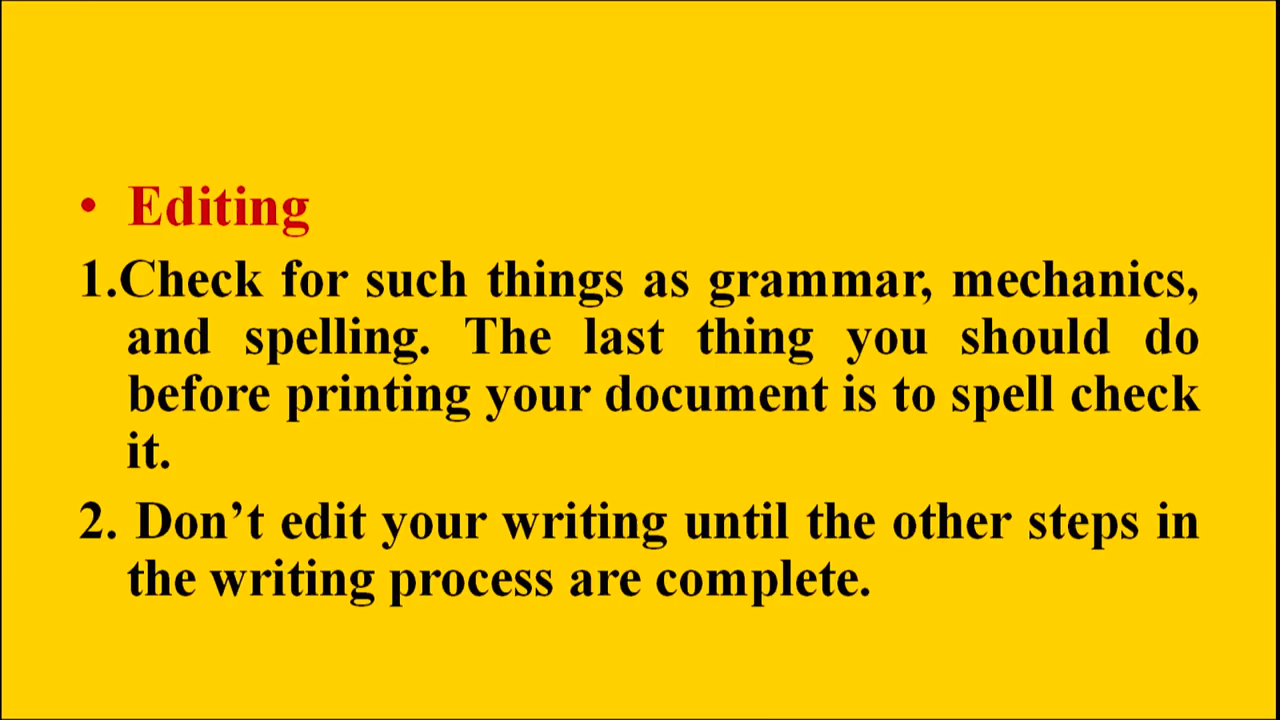 • Editing
1.Check for such things as grammar, mechanics,
and spelling. The last thing you should do
before printing your document is to spell check
it.
2. Don’t edit your writing until the other steps in
the writing process are complete.